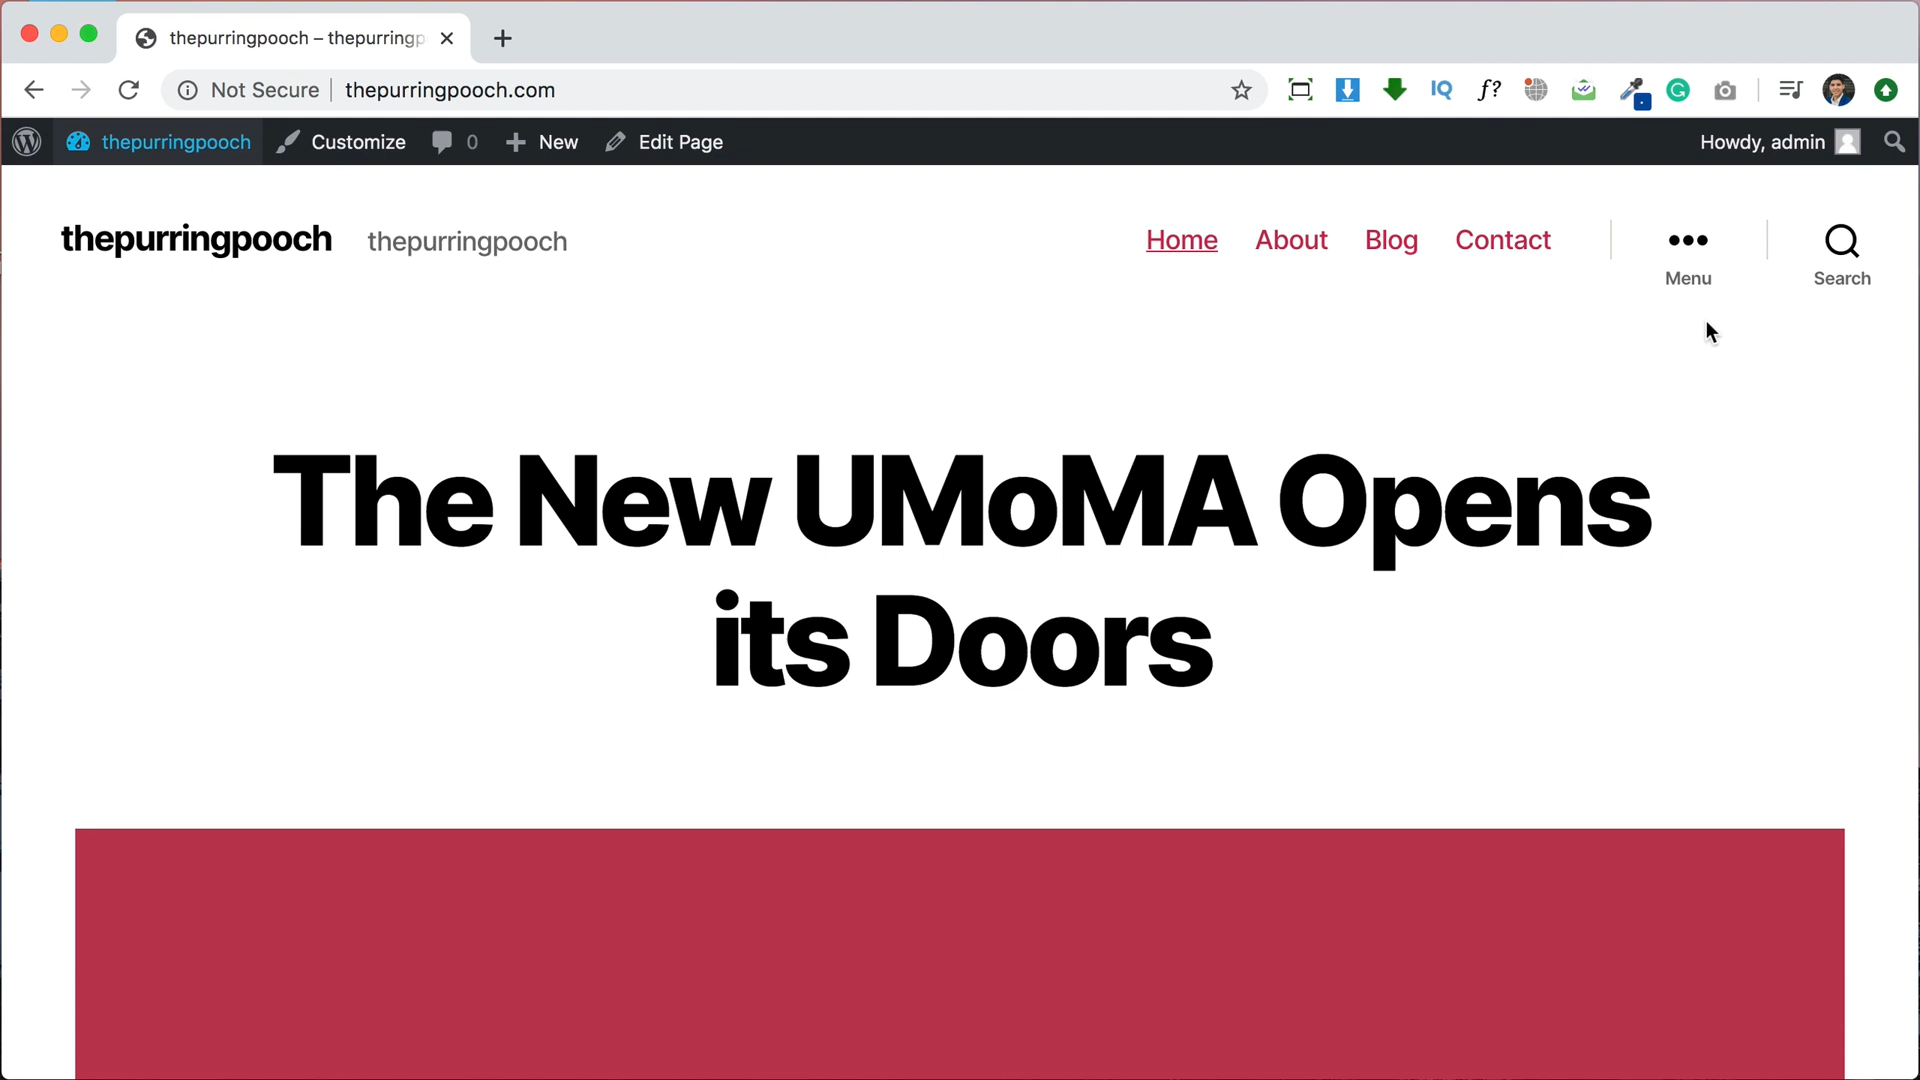 thepurringpooch – thepurringp
Not Secure thepurringpooch.com
IQ f?
thepurringpooch Customize 0 New Edit Page Howdy, admin
thepurringpooch thepurringpooch Home About Blog Contact
Menu Search
The New UMoMA Opens
its Doors